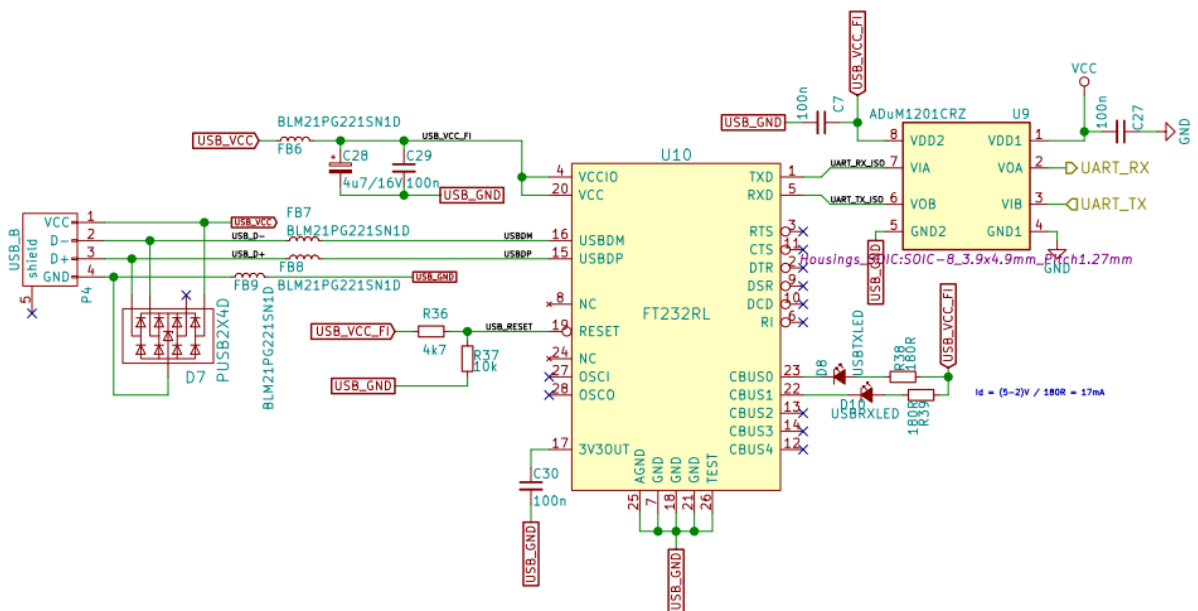 USB_B
shield
VCC
D-
D+
GND
1
2
3
4
5
P4
D7
PUSB2X4D
USB_VCC
USB_D-
USB_D+
USB_GND
FB7
BLM21PG221SN1D
FB8
BLM21PG221SN1D
FB9
BLM21PG221SN1D
USBDM
USBDP
USB_VCC
BLM21PG221SN1D
FB6
USB_VCC_FI
C28
4u7/16V
C29
100n
USB_GND
USB_VCC_FI
R36
4k7
USB_RESET
R37
10k
USB_GND
C30
100n
USB_GND
U10
FT232RL
4 VCCIO
20 VCC
16 USBDM
15 USBDP
8 NC
19 RESET
24 NC
27 OSCI
28 OSCO
17 3V3OUT
TXD 1
RXD 5
RTS 3
CTS 11
DTR 2
DSR 9
DCD 10
RI 6
CBUS0 23
CBUS1 22
CBUS2 13
CBUS3 14
CBUS4 12
AGND GND GND GND TEST
25 7 18 21 26
USB_GND
UART_RX_ISO
UART_TX_ISO
USB_GND
100n
C7
USB_VCC_FI
ADuM1201CRZ
U9
8 VDD2
7 VIA
6 VOB
5 GND2
VDD1 1
VOA 2
VIB 3
GND1 4
USB_GND
GND
VCC
100n
C27
GND
UART_RX
UART_TX
Housings_SOIC:SOIC-8_3.9x4.9mm_Pitch1.27mm
D8
USBTXLED
R38
180R
D10
USBRXLED
180R
R39
USB_VCC_FI
Id = (5-2)V / 180R = 17mA